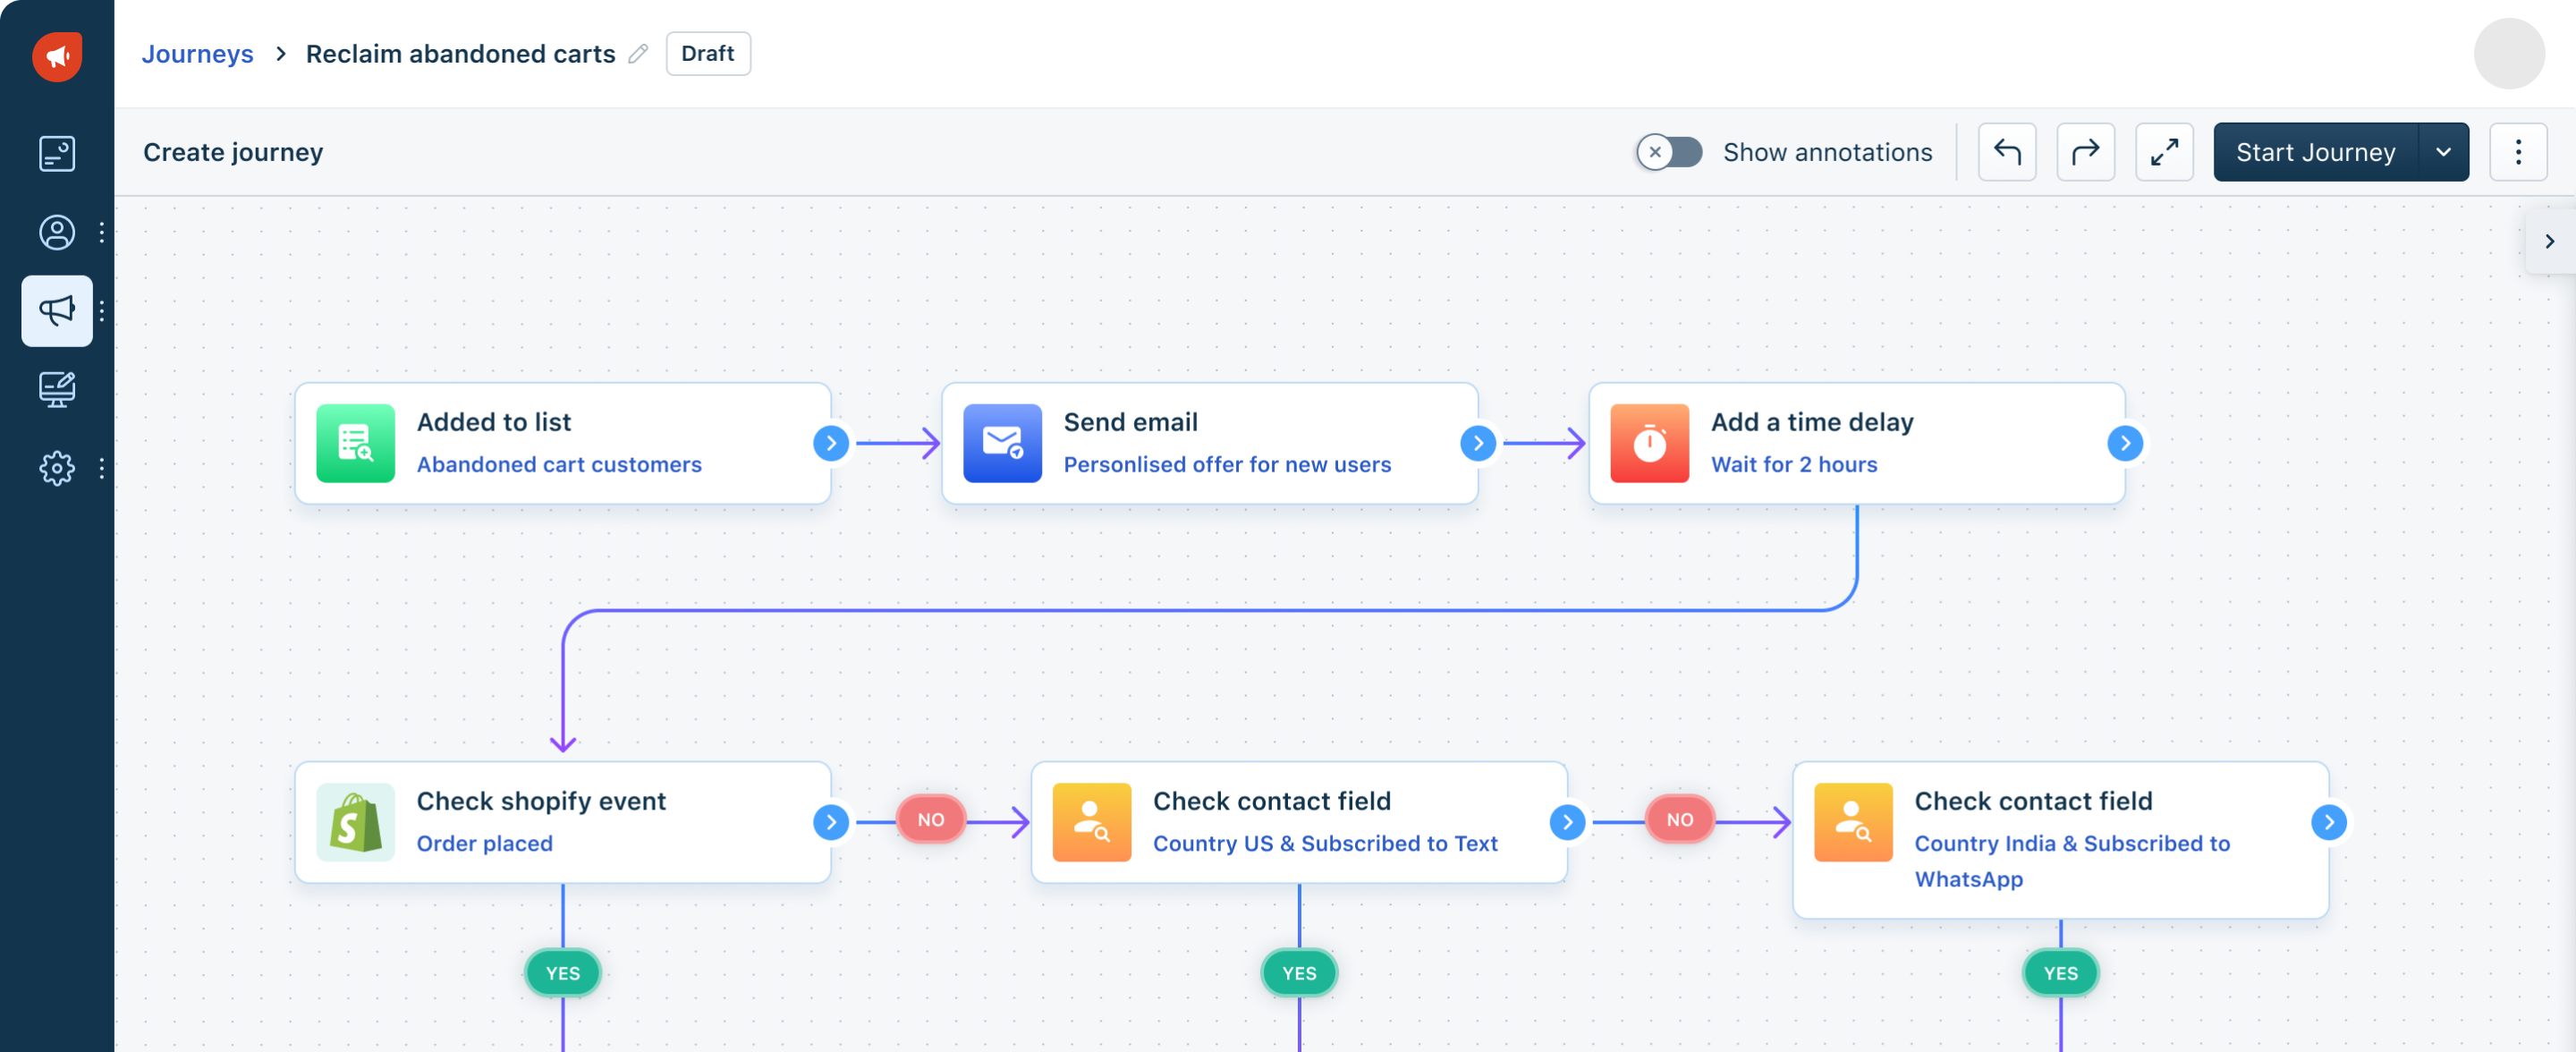 Journeys > Reclaim abandoned carts Draft
Create journey Show annotations Start Journey
Added to list
Abandoned cart customers
Send email
Personlised offer for new users
Add a time delay
Wait for 2 hours
Check shopify event
Order placed
NO
Check contact field
Country US & Subscribed to Text
NO
Check contact field
Country India & Subscribed to
WhatsApp
YES
YES
YES